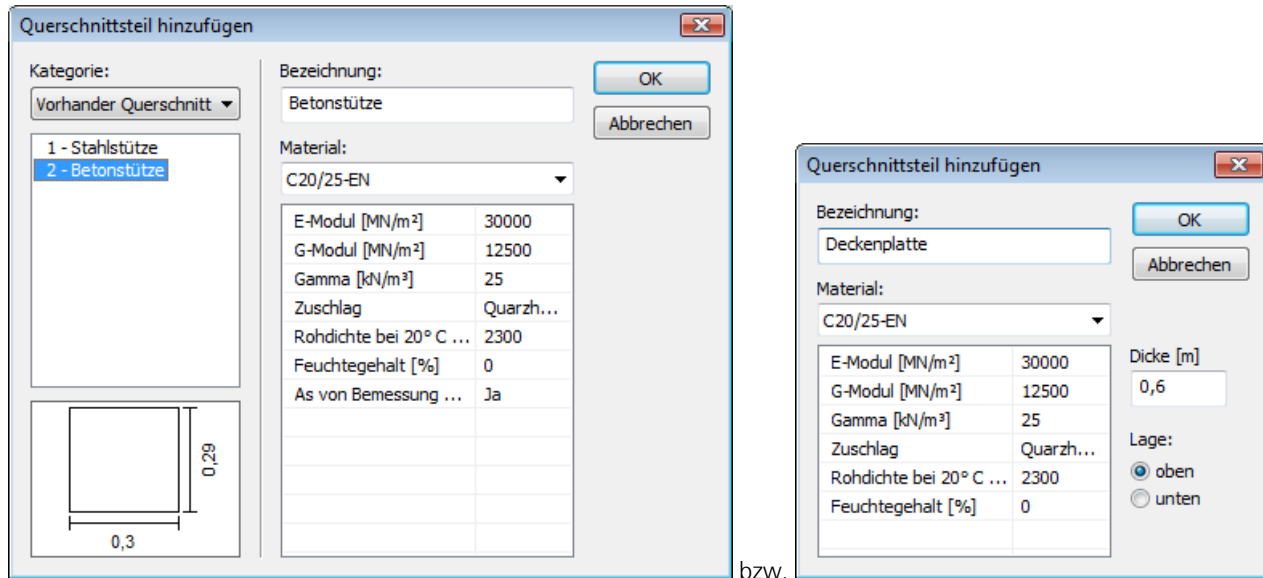 Querschnittsteil hinzufügen
Kategorie:
Vorhander Querschnitt
1 - Stahlstütze
2 - Betonstütze
0,29
0,3
Bezeichnung:
Betonstütze
Material:
C20/25-EN
E-Modul [MN/m²] 30000
G-Modul [MN/m²] 12500
Gamma [kN/m³] 25
Zuschlag Quarzh...
Rohdichte bei 20° C ... 2300
Feuchtegehalt [%] 0
As von Bemessung ... Ja
OK
Abbrechen
bzw.
Querschnittsteil hinzufügen
Bezeichnung:
Deckenplatte
Material:
C20/25-EN
E-Modul [MN/m²] 30000
G-Modul [MN/m²] 12500
Gamma [kN/m³] 25
Zuschlag Quarzh...
Rohdichte bei 20° C ... 2300
Feuchtegehalt [%] 0
OK
Abbrechen
Dicke [m]
0,6
Lage:
oben
unten